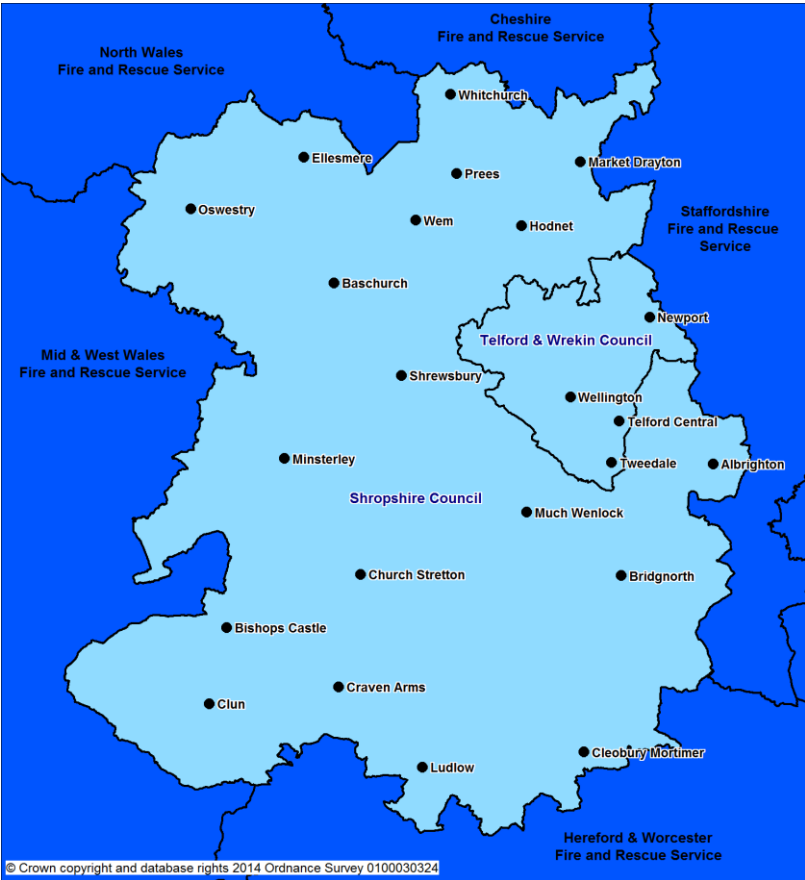 Cheshire
Fire and Rescue Service
North Wales
Fire and Rescue Service
Whitchurch
Ellesmere
Market Drayton
Prees
Oswestry
Staffordshire
Fire and Rescue
Service
Wem
Hodnet
Baschurch
Newport
Telford & Wrekin Council
Mid & West Wales
Fire and Rescue Service
Shrewsbury
Wellington
Telford Central
Minsterley
Tweedale
Albrighton
Shropshire Council
Much Wenlock
Church Stretton
Bridgnorth
Bishops Castle
Craven Arms
Clun
Cleobury Mortimer
Ludlow
Hereford & Worcester
Fire and Rescue Service
© Crown copyright and database rights 2014 Ordnance Survey 0100030324